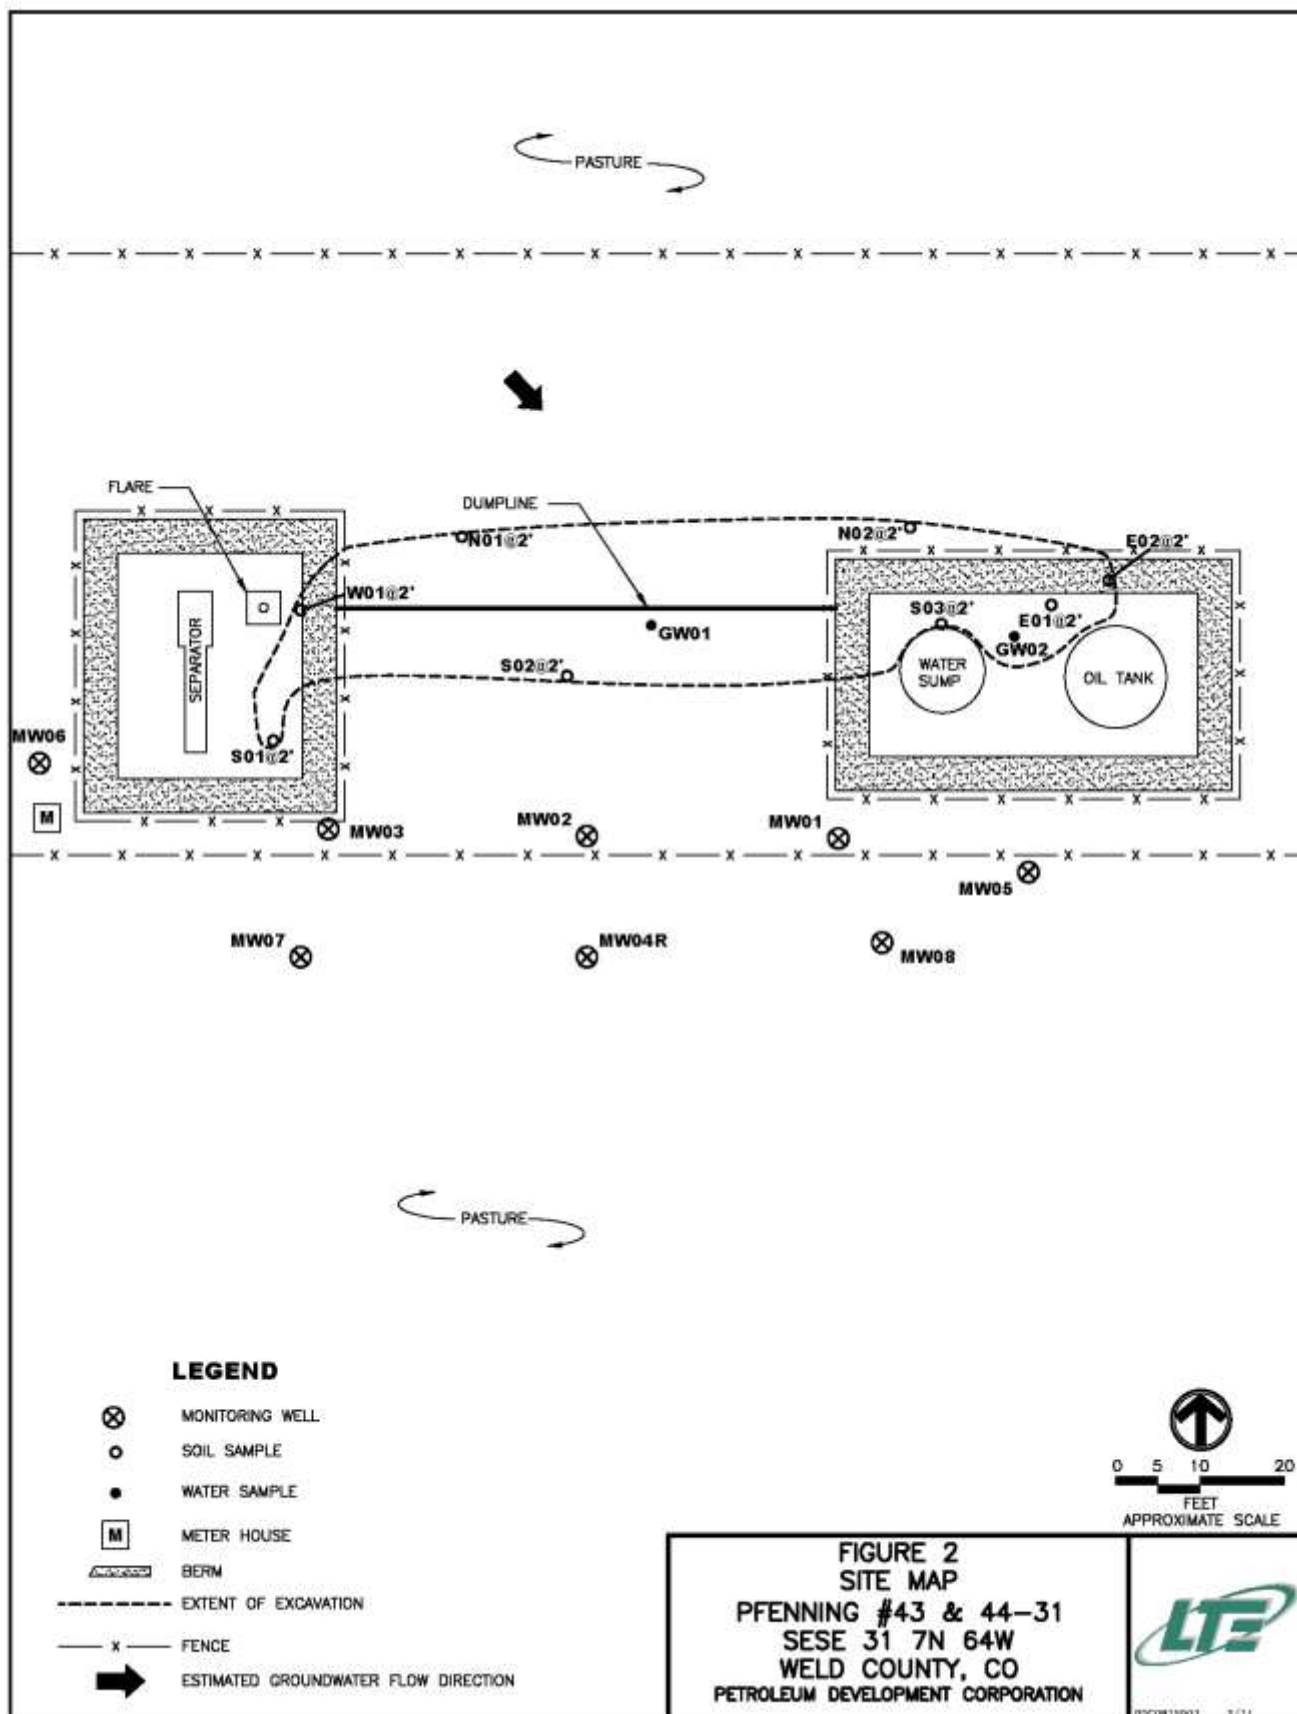 PASTURE
FLARE
DUMPLINE
N01@2'
N02@2'
E02@2'
W01@2'
S03@2'
E01@2'
GW01
GW02
SEPARATOR
S02@2'
WATER
SUMP
OIL TANK
MW06
S01@2'
M
MW03
MW02
MW01
MW05
MW07
MW04R
MW08
PASTURE
LEGEND
MONITORING WELL
SOIL SAMPLE
WATER SAMPLE
M METER HOUSE
BERM
EXTENT OF EXCAVATION
x FENCE
ESTIMATED GROUNDWATER FLOW DIRECTION
0 5 10 20
FEET
APPROXIMATE SCALE
FIGURE 2
SITE MAP
PFENNING #43 & 44-31
SESE 31 7N 64W
WELD COUNTY, CO
PETROLEUM DEVELOPMENT CORPORATION
LTE